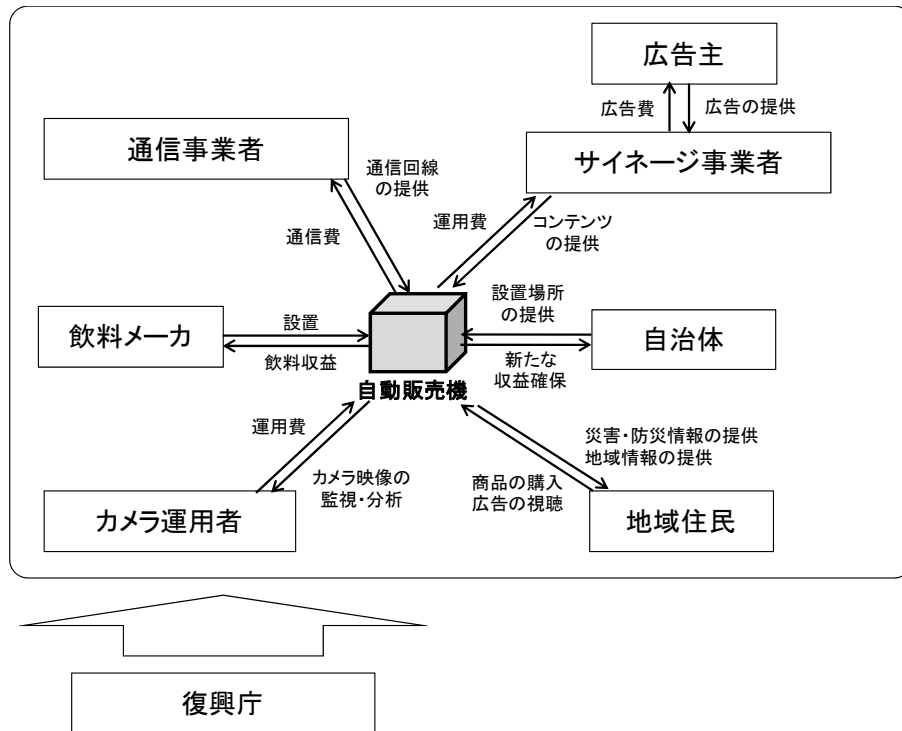 広告主
広告費
広告の提供
通信事業者
サイネージ事業者
通信回線
の提供
通信費
運用費
コンテンツ
の提供
飲料メーカ
設置
飲料収益
自動販売機
設置場所
の提供
新たな
収益確保
自治体
運用費
カメラ映像の
監視・分析
カメラ運用者
災害・防災情報の提供
地域情報の提供
商品の購入
広告の視聴
地域住民
復興庁